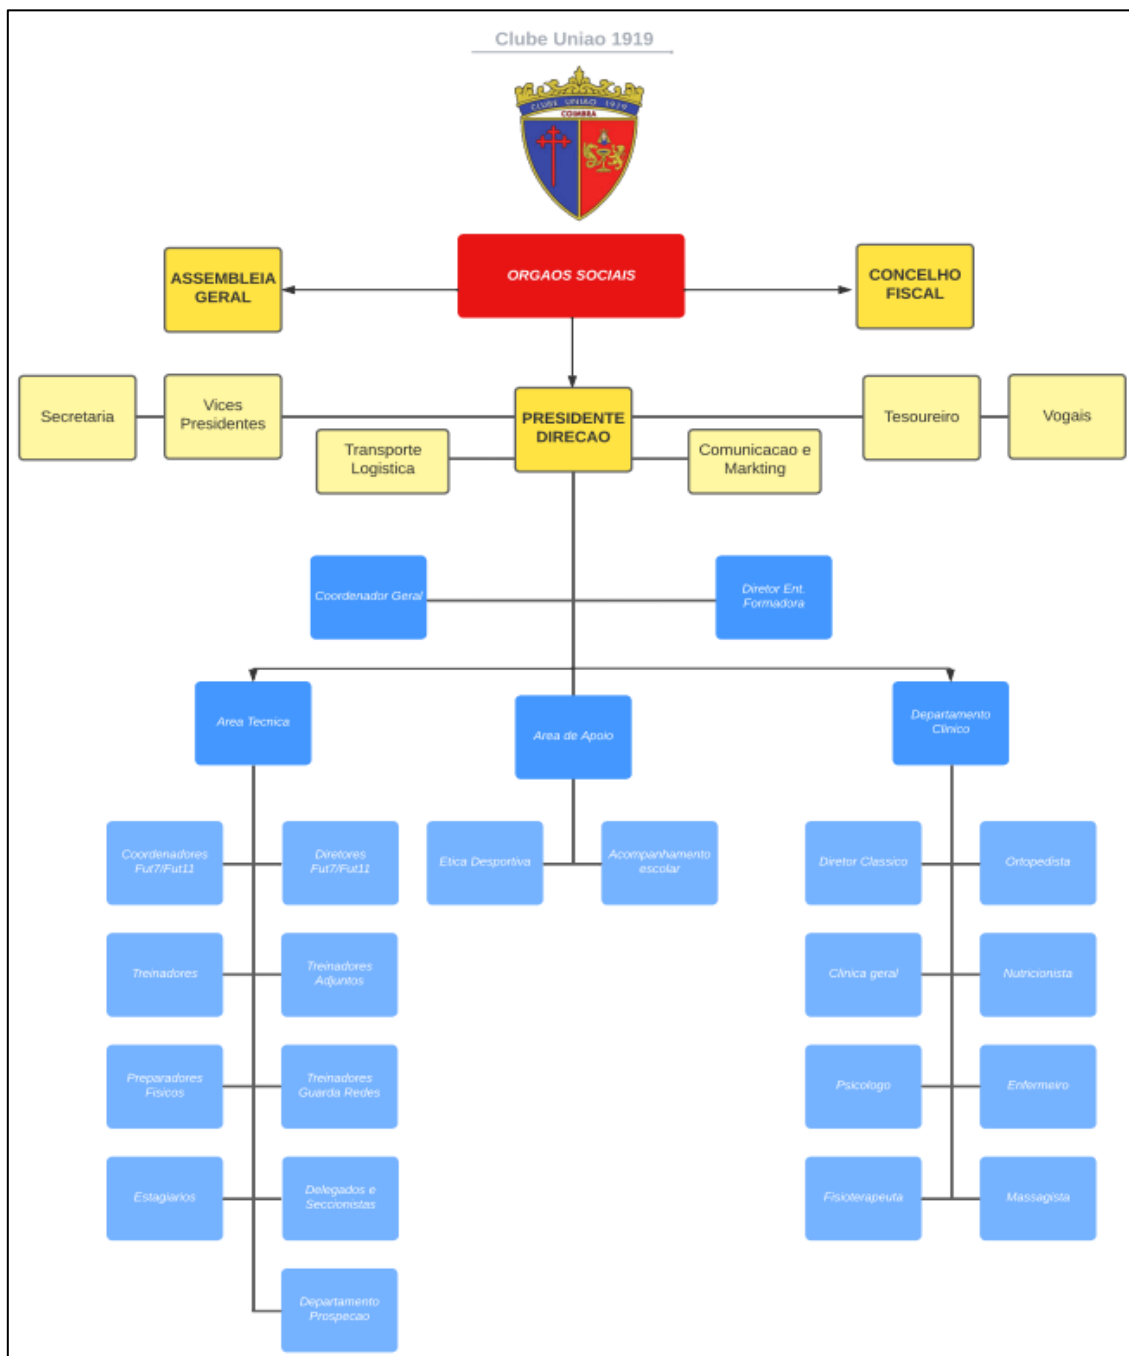 Clube Uniao 1919
CLUBE UNIAO 1919
COIMBRA
ORGAOS SOCIAIS
ASSEMBLEIA
GERAL
CONCELHO
FISCAL
Secretaria
Vices
Presidentes
PRESIDENTE
DIRECAO
Tesoureiro
Vogais
Transporte
Logistica
Comunicacao e
Markting
Coordenador Geral
Diretor Ent.
Formadora
Area Tecnica
Area de Apoio
Departamento
Clinico
Coordenadores
Fut7/Fut11
Diretores
Fut7/Fut11
Etica Desportiva
Acompanhamento
escolar
Diretor Classico
Ortopedista
Treinadores
Treinadores
Adjuntos
Clinica geral
Nutricionista
Preparadores
Fisicos
Treinadores
Guarda Redes
Psicologo
Enfermeiro
Estagiarios
Delegados e
Seccionistas
Fisioterapeuta
Massagista
Departamento
Prospecao